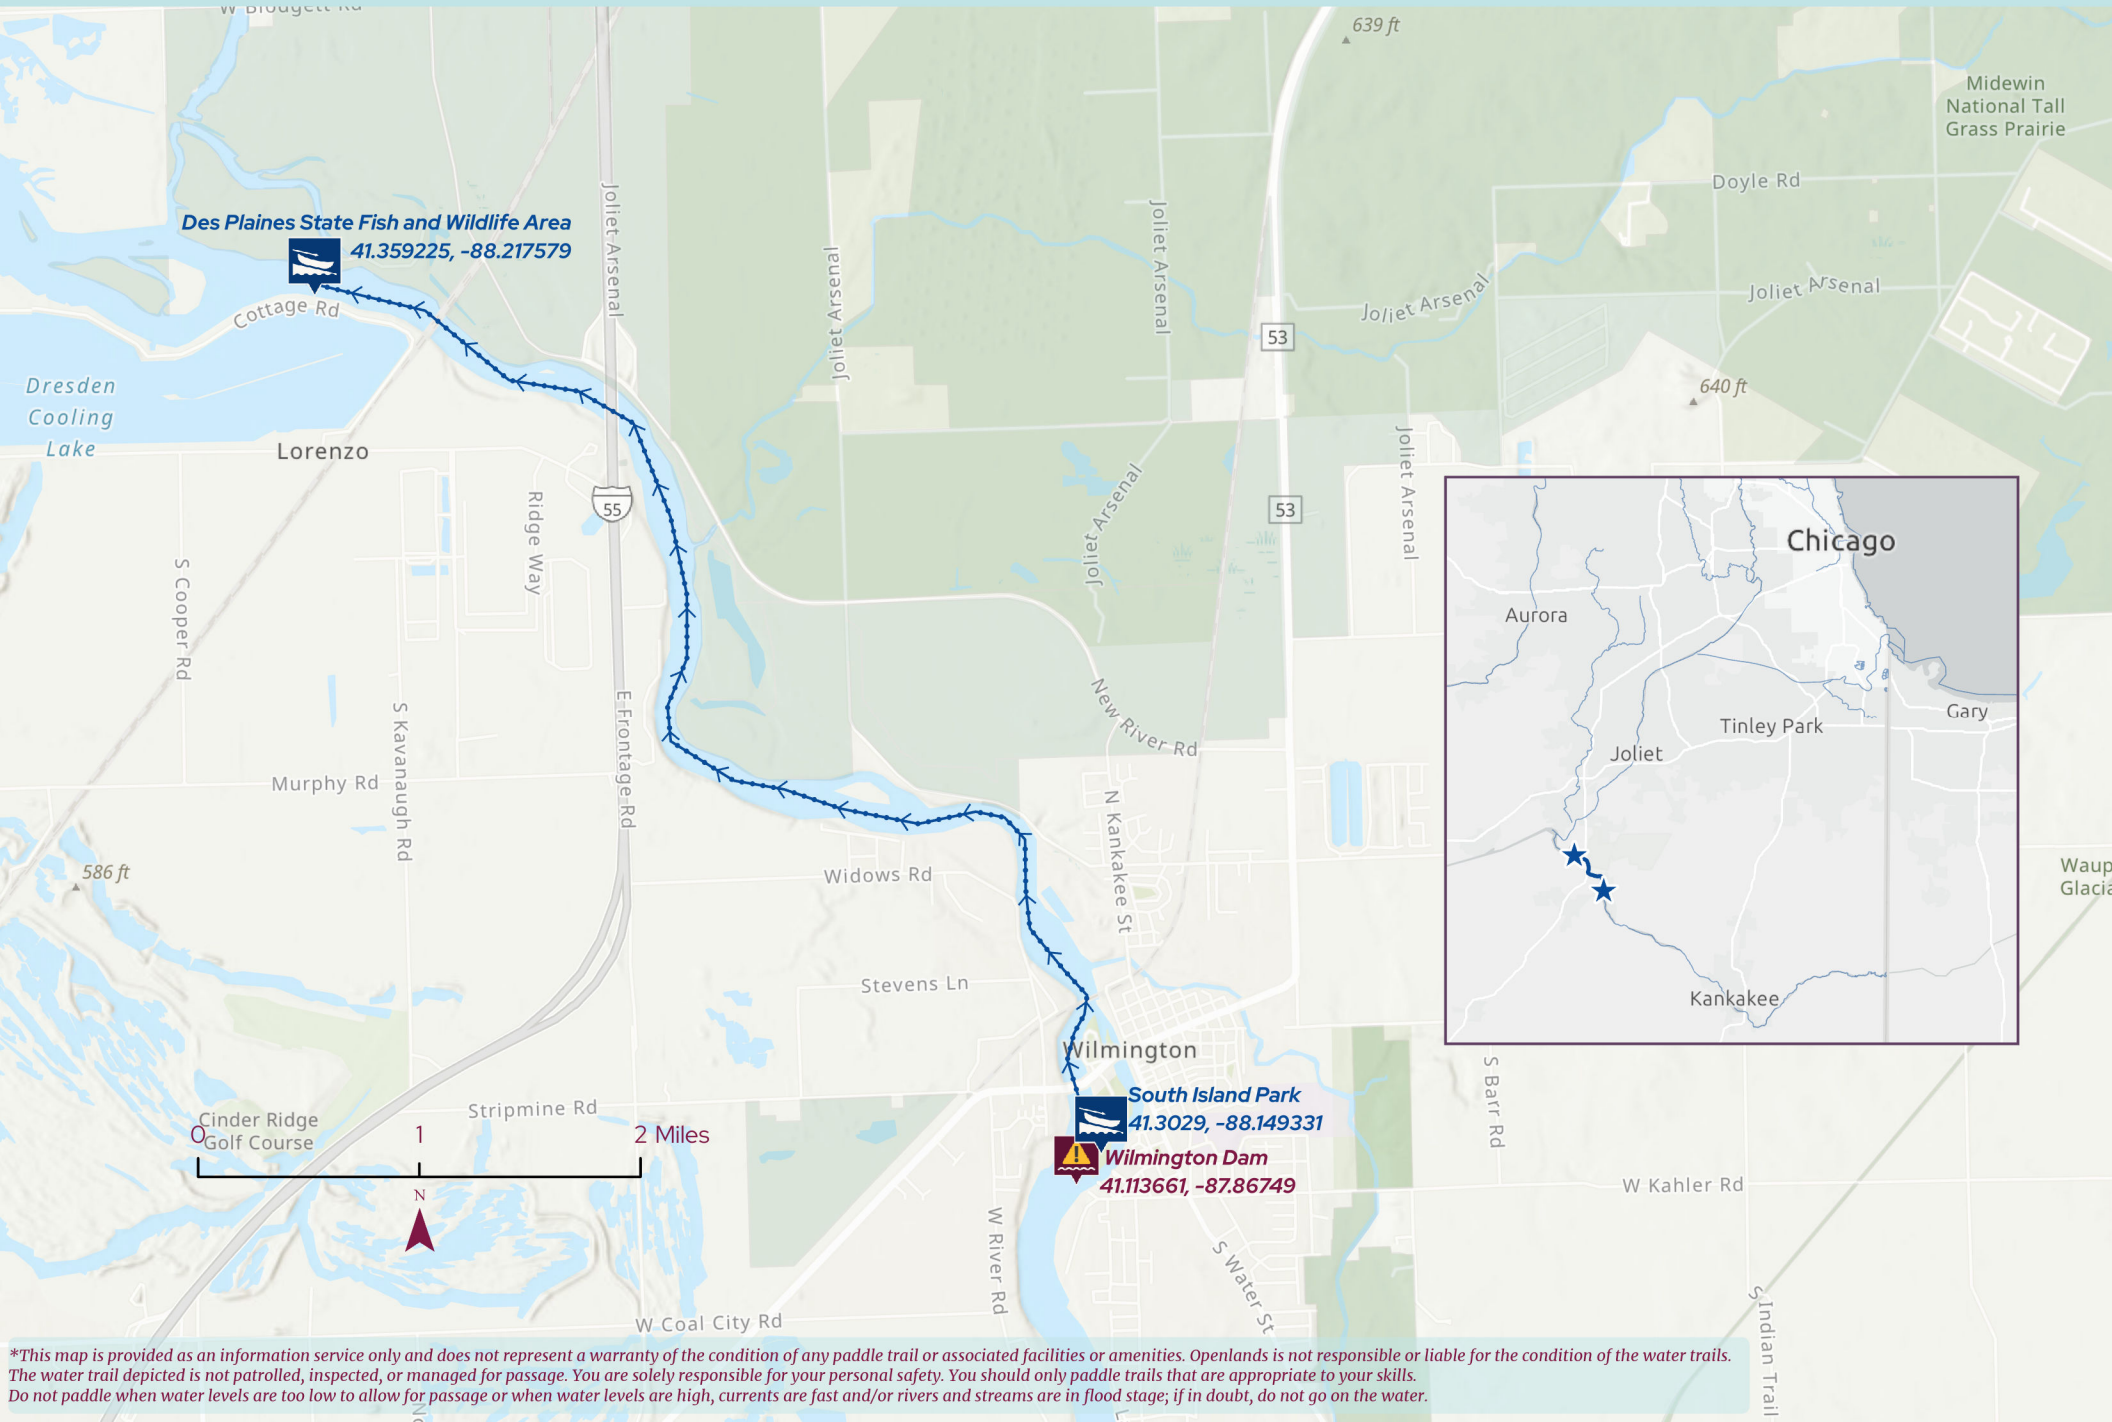 W Blodgett Rd
639 ft
Midewin
National Tall
Grass Prairie
Doyle Rd
Des Plaines State Fish and Wildlife Area
41.359225, -88.217579
Joliet Arsenal
Joliet Arsenal
Joliet Arsenal
Joliet Arsenal
Joliet Arsenal
Cottage Rd
53
Dresden
Cooling
Lake
640 ft
Lorenzo
55
53
Ridge Way
Joliet Arsenal
Joliet Arsenal
S Cooper Rd
Chicago
Aurora
Gary
Tinley Park
Joliet
Kankakee
New River Rd
E Frontage Rd
S Kavanaugh Rd
Murphy Rd
N Kankakee St
586 ft
Widows Rd
Waup
Glacia
Stevens Ln
Wilmington
South Island Park
41.3029, -88.149331
Wilmington Dam
41.113661, -87.86749
Stripmine Rd
Cinder Ridge
Golf Course
0 1 2 Miles
N
S Barr Rd
W Kahler Rd
W River Rd
S Water St
W Coal City Rd
S Indian Trail
*This map is provided as an information service only and does not represent a warranty of the condition of any paddle trail or associated facilities or amenities. Openlands is not responsible or liable for the condition of the water trails.
The water trail depicted is not patrolled, inspected, or managed for passage. You are solely responsible for your personal safety. You should only paddle trails that are appropriate to your skills.
Do not paddle when water levels are too low to allow for passage or when water levels are high, currents are fast and/or rivers and streams are in flood stage; if in doubt, do not go on the water.